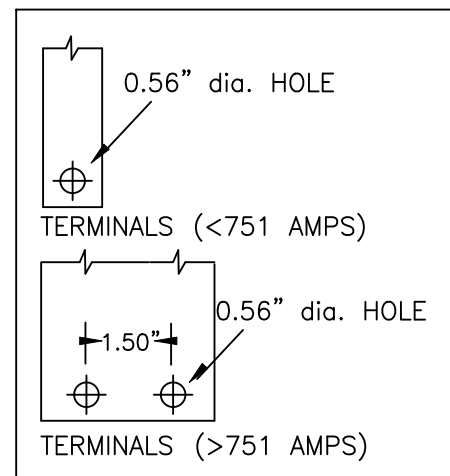 0.56” dia. HOLE
TERMINALS (<751 AMPS)
0.56” dia. HOLE
1.50”
TERMINALS (>751 AMPS)